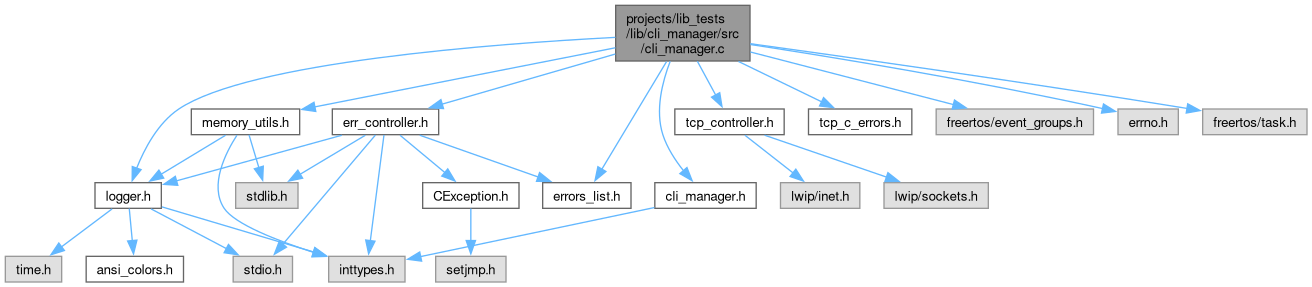 projects/lib_tests
/lib/cli_manager/src
/cli_manager.c
memory_utils.h
err_controller.h
tcp_controller.h
tcp_c_errors.h
freertos/event_groups.h
errno.h
freertos/task.h
logger.h
stdlib.h
CException.h
errors_list.h
cli_manager.h
lwip/inet.h
lwip/sockets.h
time.h
ansi_colors.h
stdio.h
inttypes.h
setjmp.h